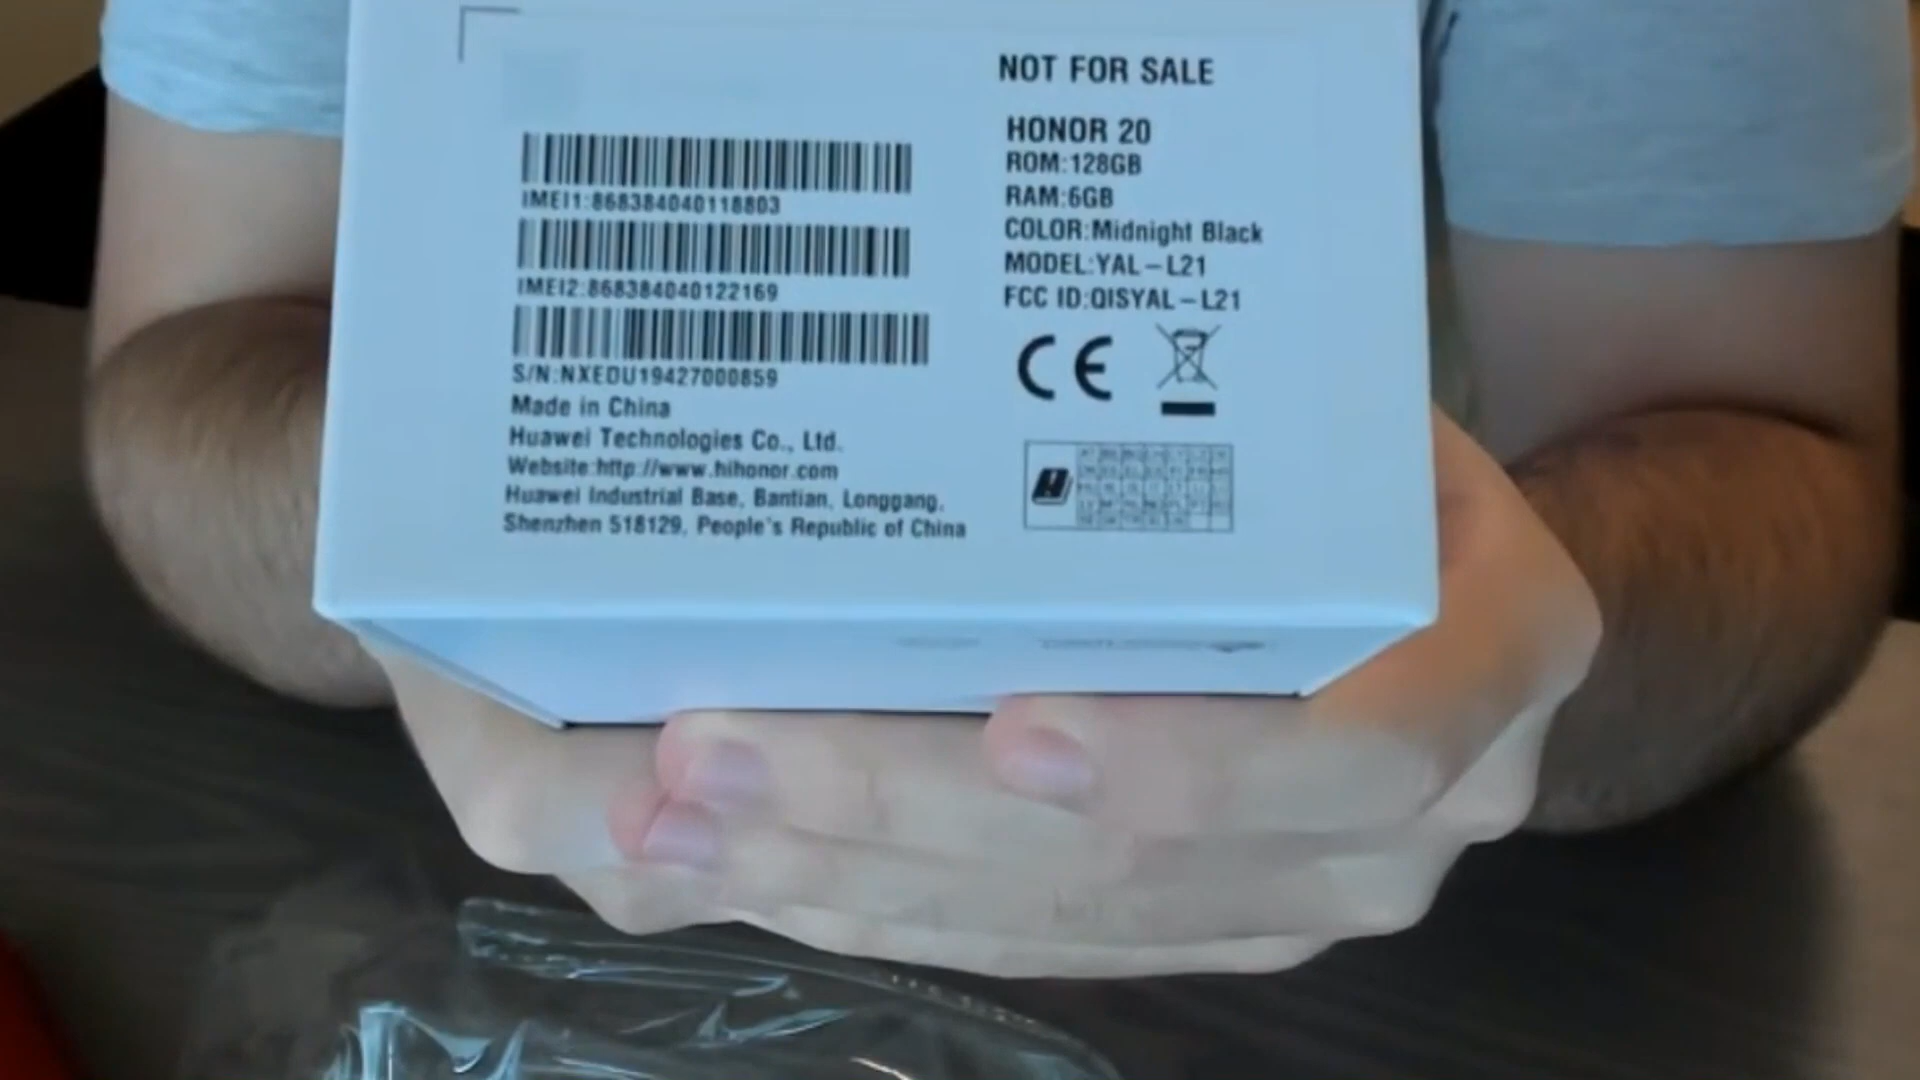 NOT FOR SALE
HONOR 20
ROM:128GB
RAM:6GB
COLOR:Midnight Black
MODEL:YAL-L21
FCC ID:QISYAL-L21
CE
IMEI1:868384040118803
IMEI2:868384040122169
S/N:NXEDU19427000859
Made in China
Huawei Technologies Co., Ltd.
Website:http://www.hihonor.com
Huawei Industrial Base, Bantian, Longgang,
Shenzhen 518129, People's Republic of China